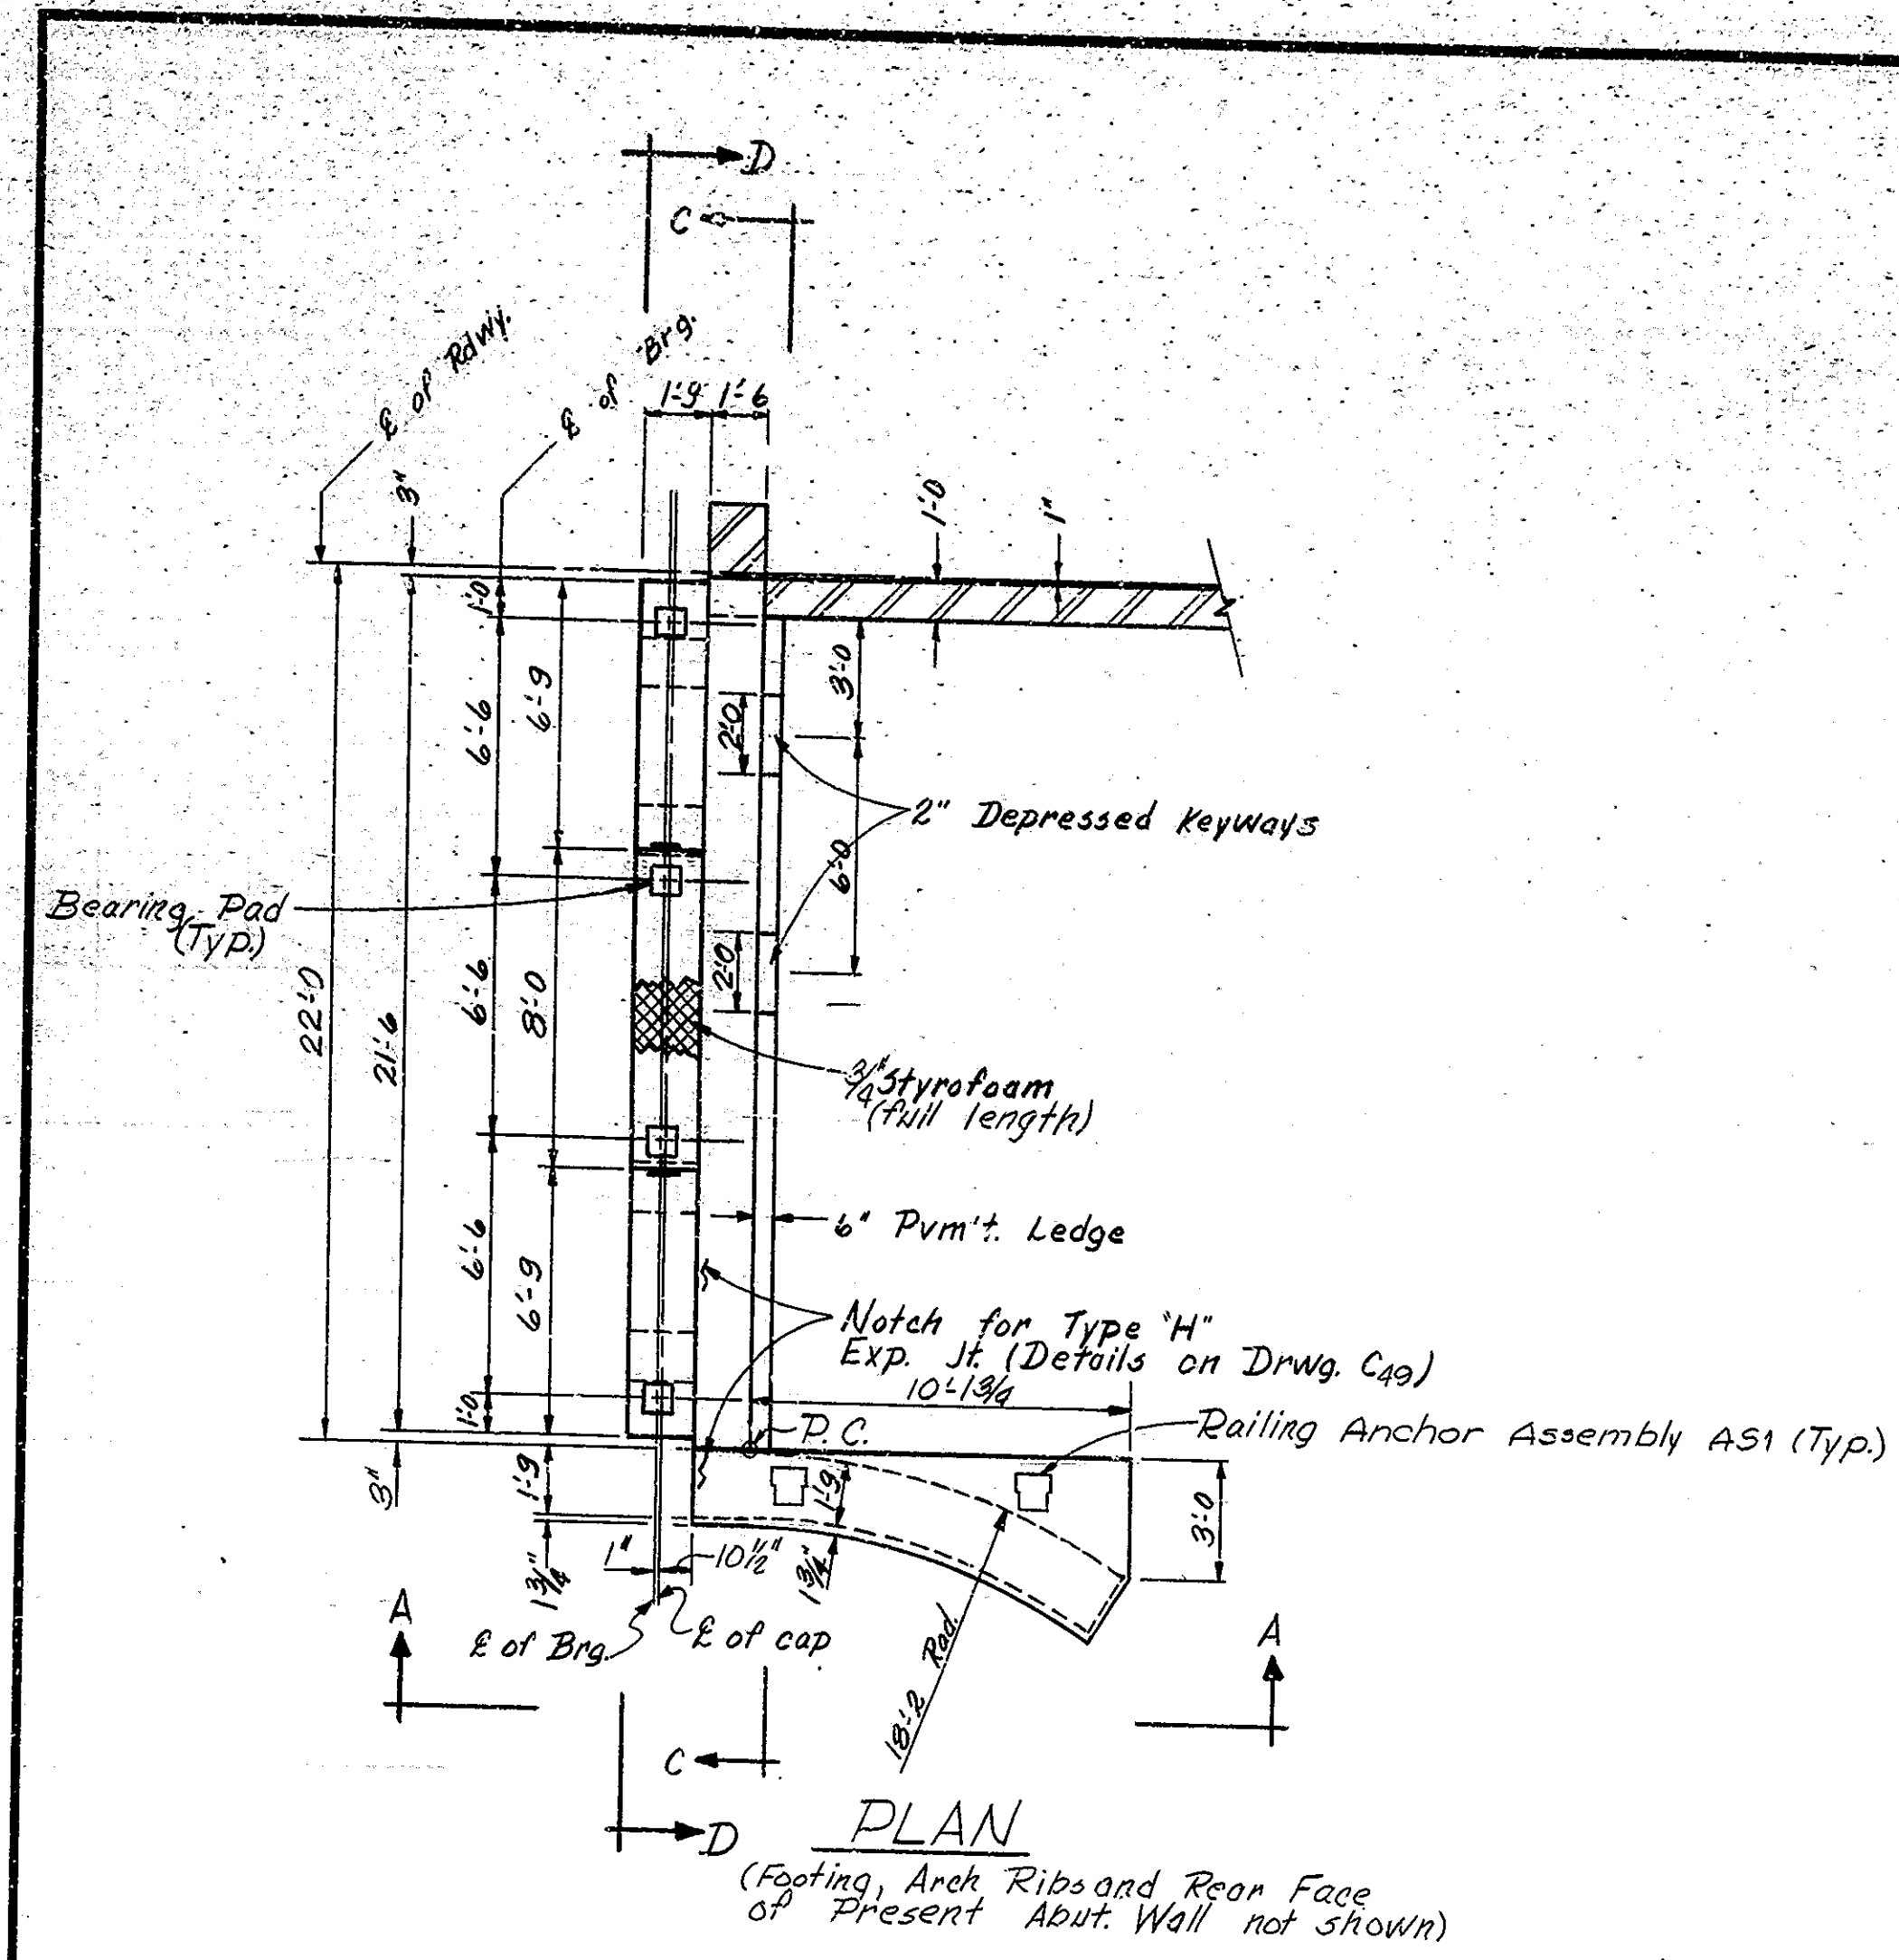 D
C
℄ of Rdwy.
℄ of Brg.
1'-9 1'-6
3"
1'-0
1"
1'-0
6'-6
6'-9
2'-0
3'-0
2" Depressed Keyways
6'-0
Bearing Pad
(Typ.)
22'-0
21'-6
6'-6
8'-0
2'-0
3/4" Styrofoam
(full length)
6'-6
6'-9
6" Pvm't. Ledge
Notch for Type "H"
Exp. Jt. (Details on Drwg. C49)
10'-1 3/4
1'-0
P. C.
Railing Anchor Assembly AS1 (Typ.)
3"
1'-9
1'-9
3'-0
1 3/4"
1"
10 1/2"
1 3/4"
A
℄ of Brg.
℄ of cap
18'-2 Rad.
A
C
D
PLAN
(Footing, Arch Ribs and Rear Face
of Present Abut. Wall not shown)